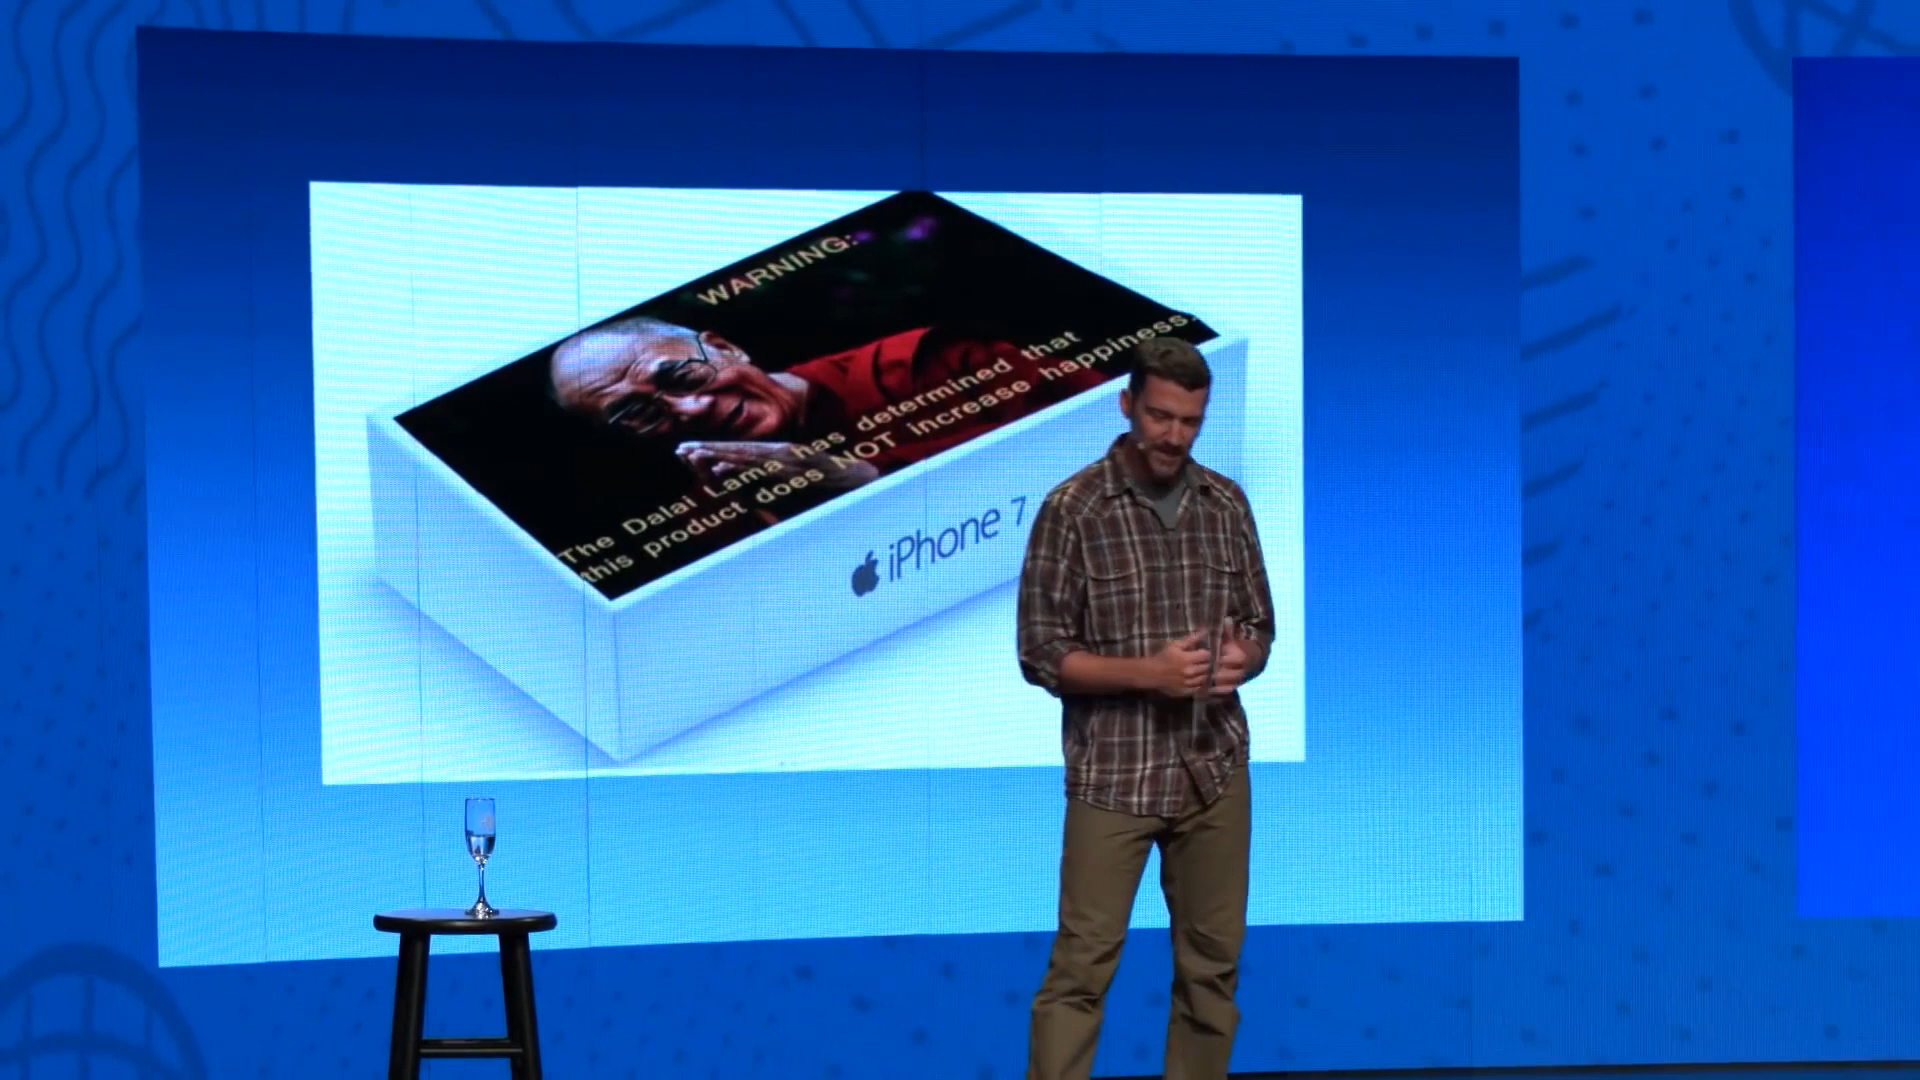 WARNING:
The Dalai Lama has determined that
this product does NOT increase happiness.
iPhone 7